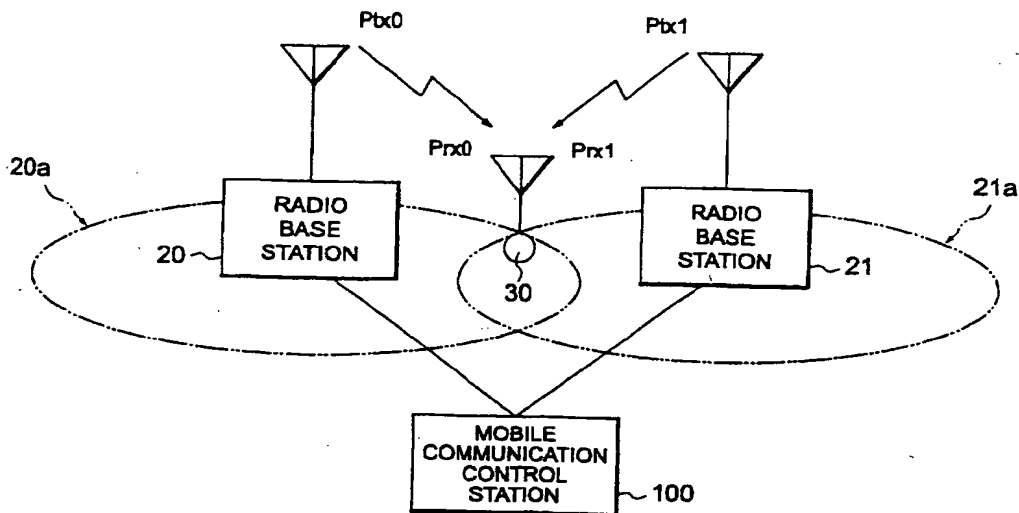 Ptx0
Ptx1
Prx0
Prx1
20a
21a
RADIO
BASE
STATION
20
RADIO
BASE
STATION
21
30
MOBILE
COMMUNICATION
CONTROL
STATION
100